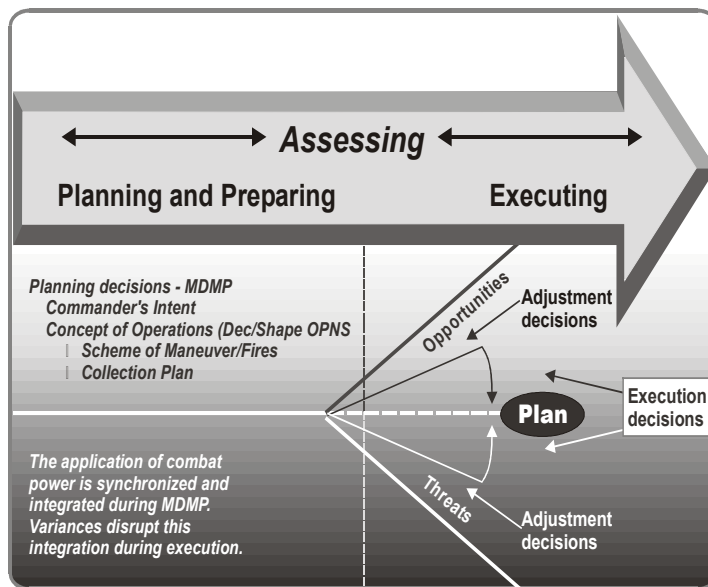 Assessing
Planning and Preparing
Executing
Planning decisions - MDMP
Commander's Intent
Concept of Operations (Dec/Shape OPNS
Scheme of Maneuver/Fires
Collection Plan
Opportunities
Adjustment
decisions
Plan
Execution
decisions
The application of combat
power is synchronized and
integrated during MDMP.
Variances disrupt this
integration during execution.
Threats
Adjustment
decisions